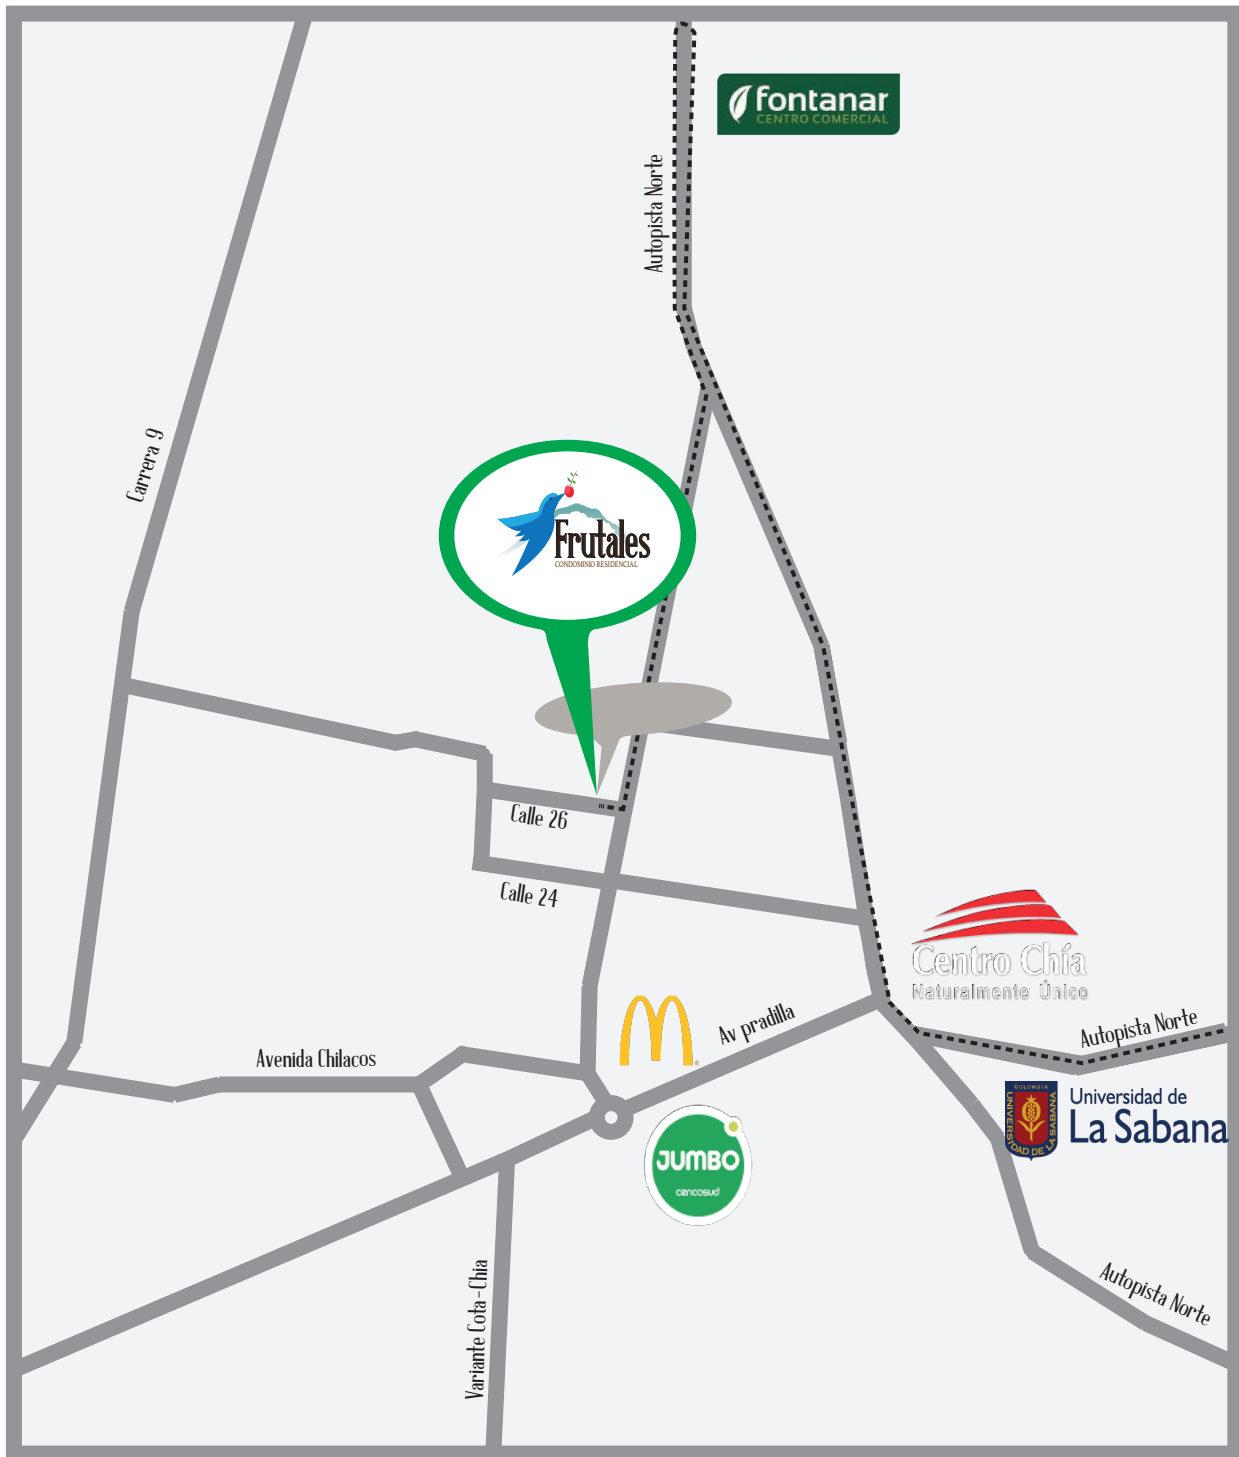 fontanar
CENTRO COMERCIAL
Autopista Norte
Carrera 9
Frutales
CONDOMINIO RESIDENCIAL
Calle 26
Calle 24
Centro Chía
Naturalmente Único
Av pradilla
Autopista Norte
Avenida Chilacos
COLOMBIA
UNIVERSIDAD DE LA SABANA
Universidad de
La Sabana
JUMBO
cencosud
Variante Cota-Chia
Autopista Norte